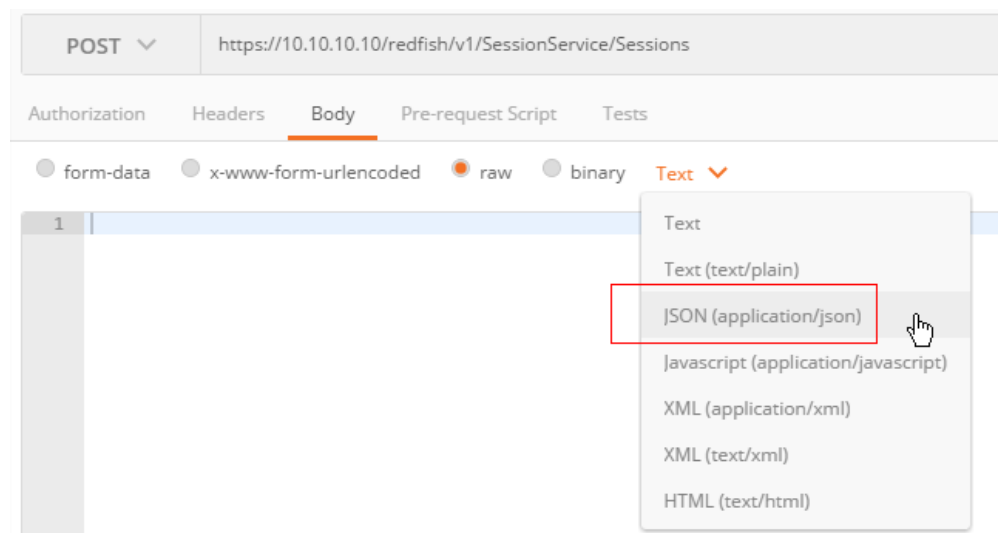 POST https://10.10.10.10/redfish/v1/SessionService/Sessions
Authorization Headers Body Pre-request Script Tests
form-data x-www-form-urlencoded raw binary Text
1
Text
Text (text/plain)
JSON (application/json)
Javascript (application/javascript)
XML (application/xml)
XML (text/xml)
HTML (text/html)